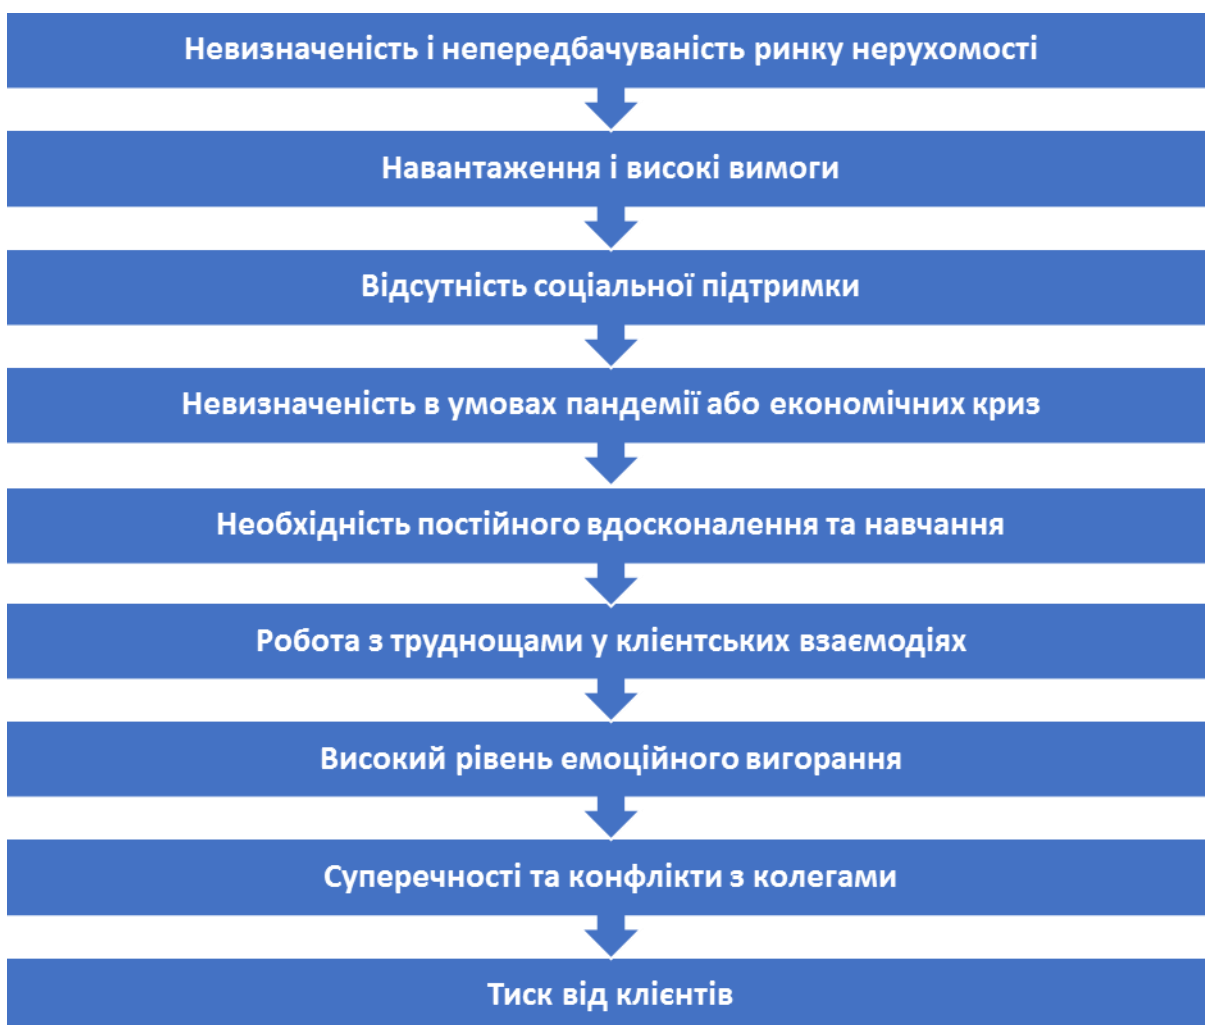 Невизначеність і непередбачуваність ринку нерухомості
Навантаження і високі вимоги
Відсутність соціальної підтримки
Невизначеність в умовах пандемії або економічних криз
Необхідність постійного вдосконалення та навчання
Робота з труднощами у клієнтських взаємодіях
Високий рівень емоційного вигорання
Суперечності та конфлікти з колегами
Тиск від клієнтів